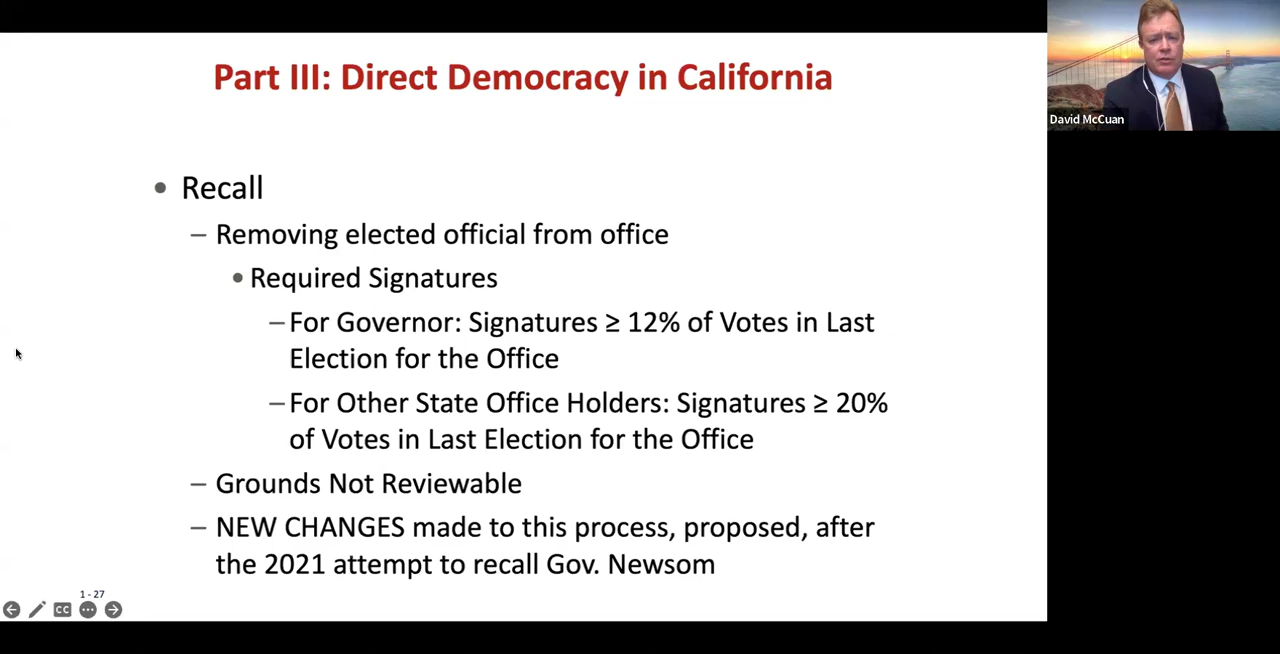 Part III: Direct Democracy in California
David McCuan
• Recall
– Removing elected official from office
• Required Signatures
– For Governor: Signatures ≥ 12% of Votes in Last
Election for the Office
– For Other State Office Holders: Signatures ≥ 20%
of Votes in Last Election for the Office
– Grounds Not Reviewable
– NEW CHANGES made to this process, proposed, after
the 2021 attempt to recall Gov. Newsom
1 - 27
CC